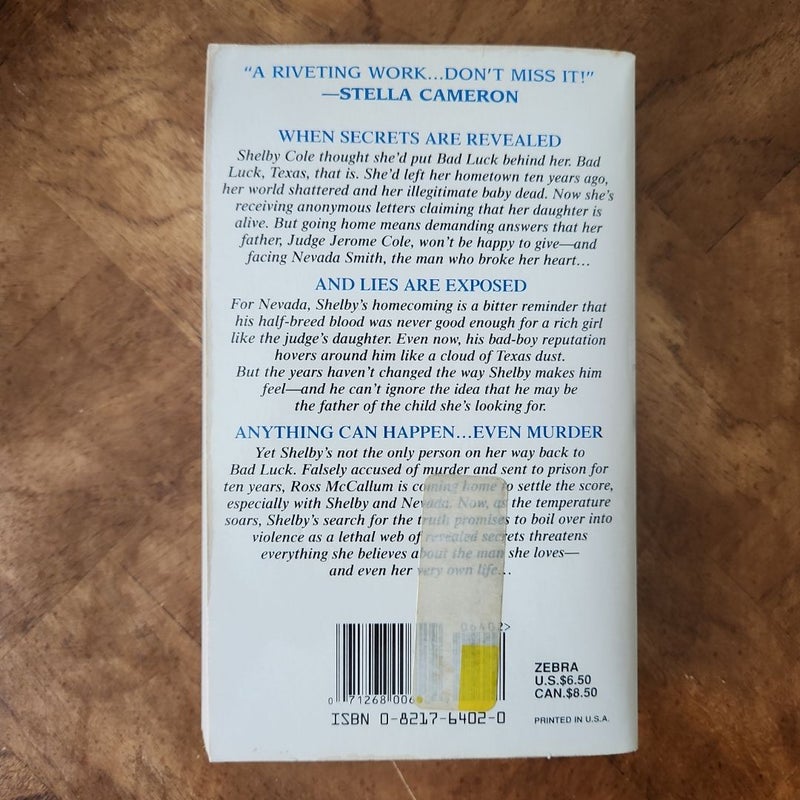 "A RIVETING WORK...DON'T MISS IT!"
—STELLA CAMERON
WHEN SECRETS ARE REVEALED
Shelby Cole thought she'd put Bad Luck behind her. Bad
Luck, Texas, that is. She'd left her hometown ten years ago,
her world shattered and her illegitimate baby dead. Now she's
receiving anonymous letters claiming that her daughter is
alive. But going home means demanding answers that her
father, Judge Jerome Cole, won't be happy to give—and
facing Nevada Smith, the man who broke her heart...
AND LIES ARE EXPOSED
For Nevada, Shelby's homecoming is a bitter reminder that
his half-breed blood was never good enough for a rich girl
like the judge's daughter. Even now, his bad-boy reputation
hovers around him like a cloud of Texas dust.
But the years haven't changed the way Shelby makes him
feel—and he can't ignore the idea that he may be
the father of the child she's looking for.
ANYTHING CAN HAPPEN...EVEN MURDER
Yet Shelby's not the only person on her way back to
Bad Luck. Falsely accused of murder and sent to prison for
ten years, Ross McCallum is coming home to settle the score,
especially with Shelby and Nevada. Now, as the temperature
soars, Shelby's search for the truth promises to boil over into
violence as a lethal web of revealed secrets threatens
everything she believes about the man she loves—
and even her very own life...
06402>
0 71268 006
ISBN 0-8217-6402-0
ZEBRA
U.S.$6.50
CAN.$8.50
PRINTED IN U.S.A.